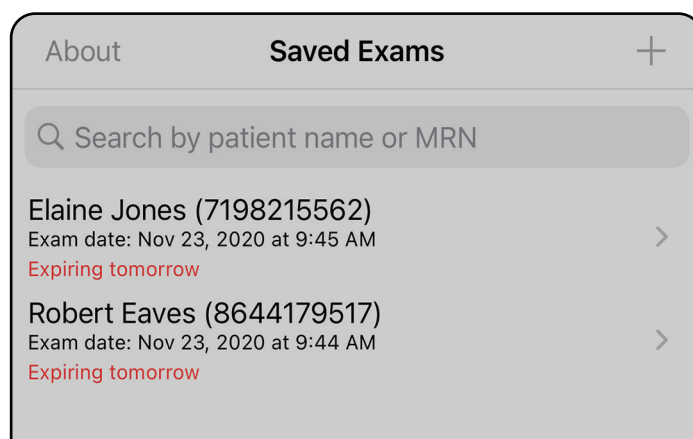 About Saved Exams +
Search by patient name or MRN
Elaine Jones (7198215562)
Exam date: Nov 23, 2020 at 9:45 AM
Expiring tomorrow
Robert Eaves (8644179517)
Exam date: Nov 23, 2020 at 9:44 AM
Expiring tomorrow